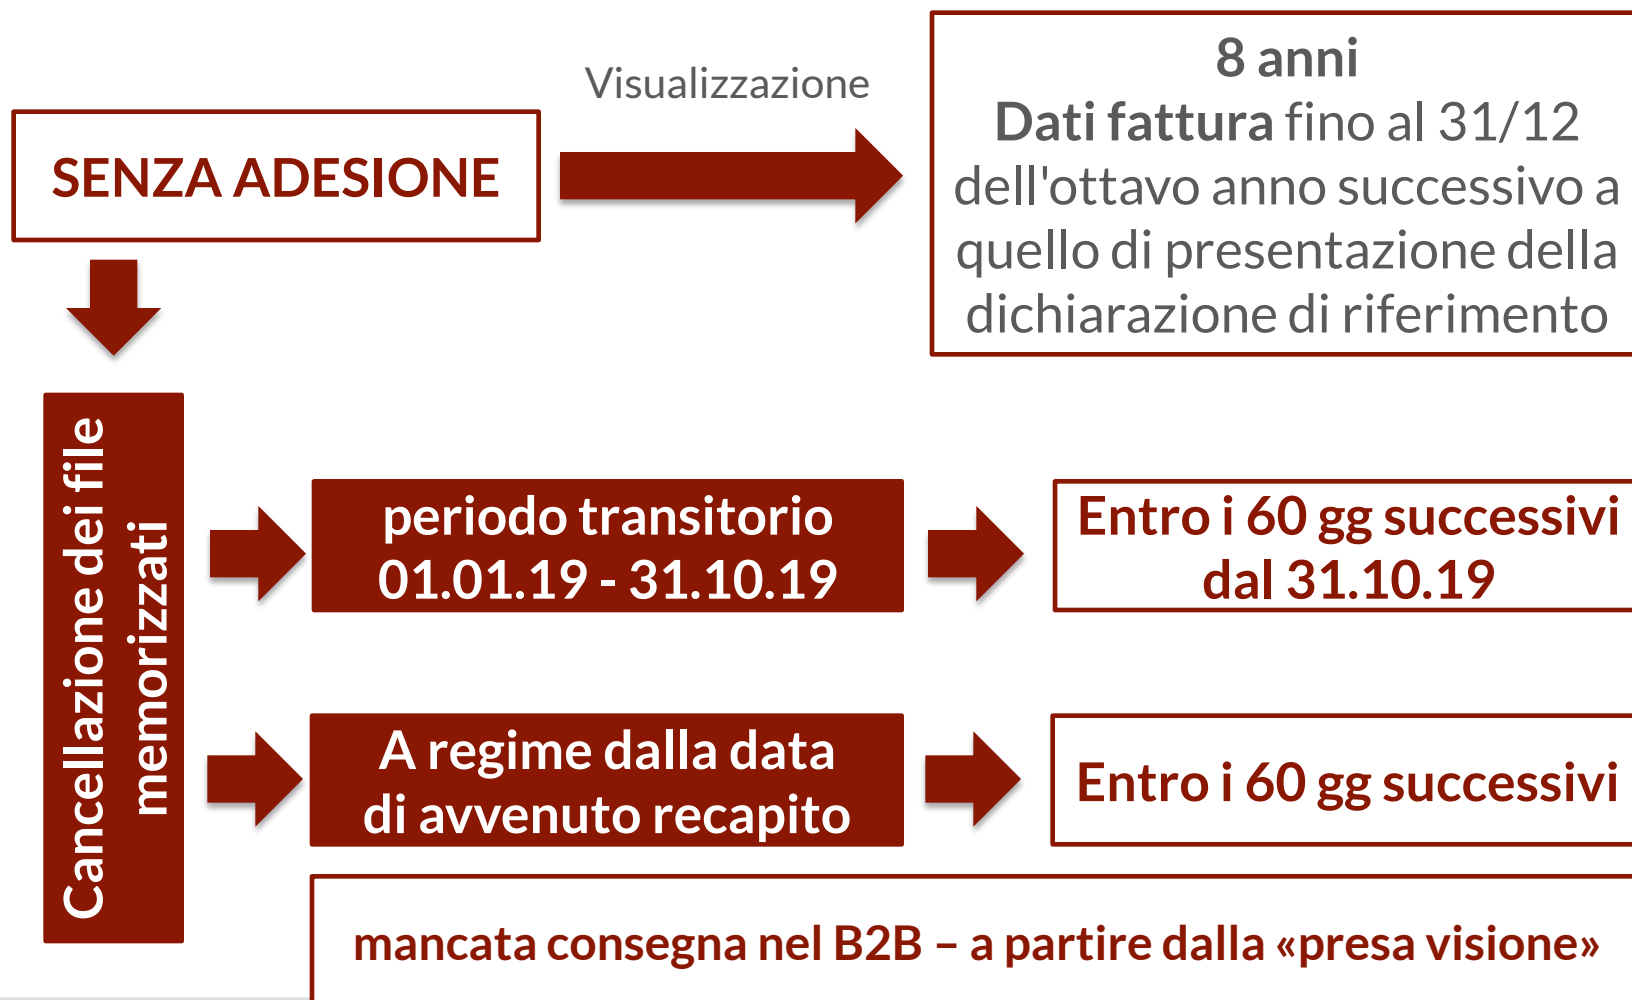 SENZA ADESIONE
Visualizzazione
8 anni
Dati fattura fino al 31/12
dell'ottavo anno successivo a
quello di presentazione della
dichiarazione di riferimento
Cancellazione dei file
memorizzati
periodo transitorio
01.01.19 - 31.10.19
Entro i 60 gg successivi
dal 31.10.19
A regime dalla data
di avvenuto recapito
Entro i 60 gg successivi
mancata consegna nel B2B – a partire dalla «presa visione»